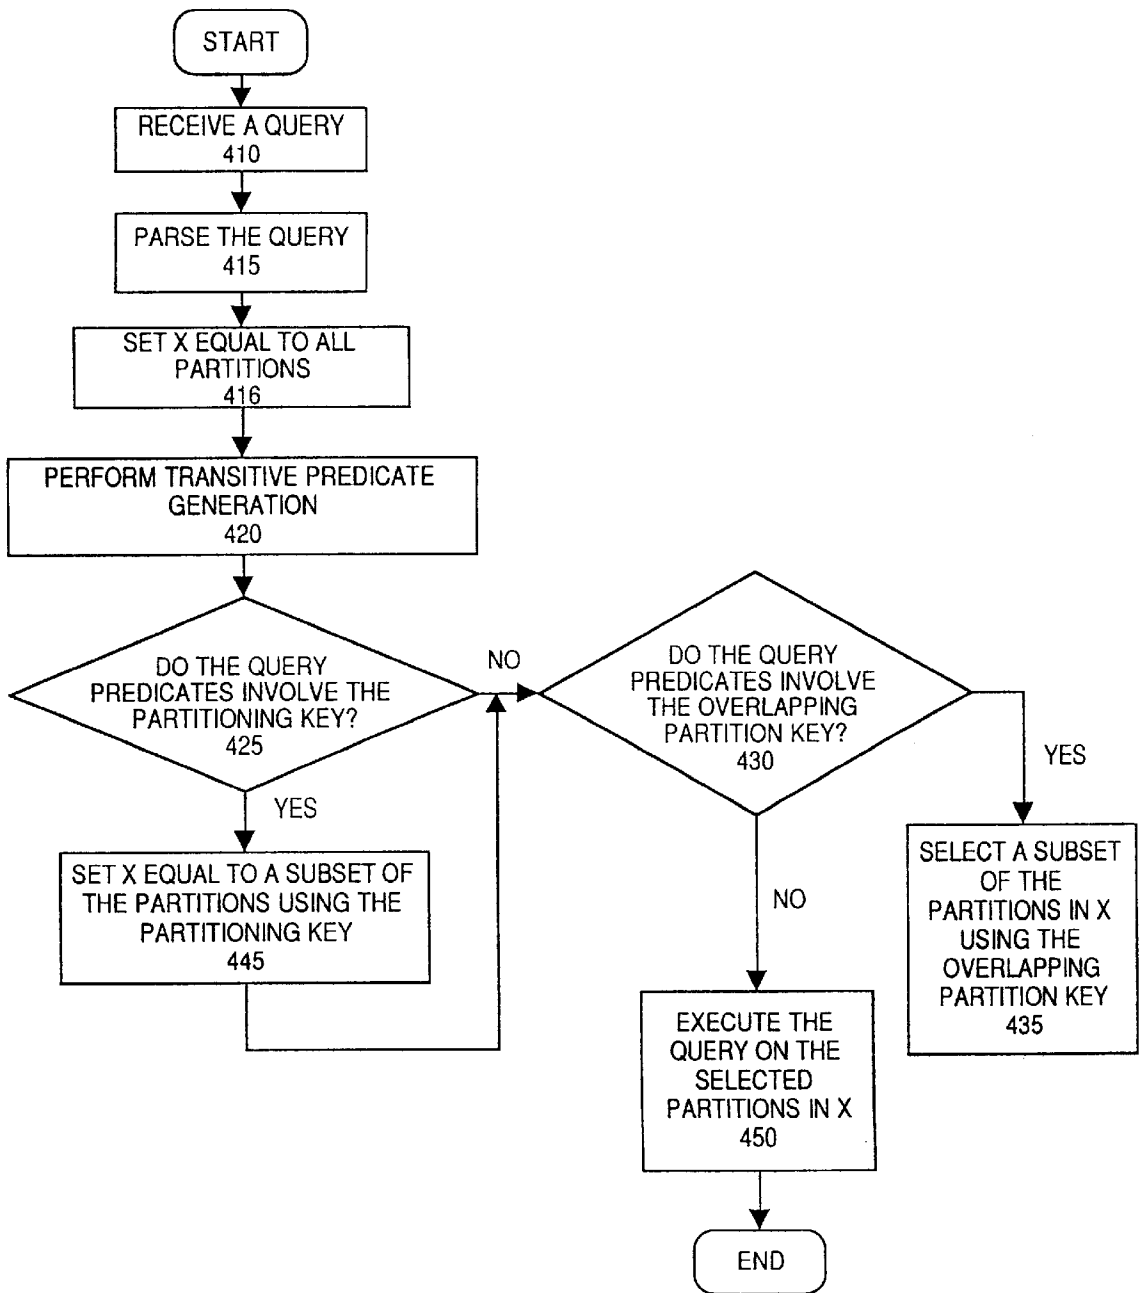 START
RECEIVE A QUERY
410
PARSE THE QUERY
415
SET X EQUAL TO ALL
PARTITIONS
416
PERFORM TRANSITIVE PREDICATE
GENERATION
420
DO THE QUERY
PREDICATES INVOLVE THE
PARTITIONING KEY?
425
NO
YES
SET X EQUAL TO A SUBSET OF
THE PARTITIONS USING THE
PARTITIONING KEY
445
DO THE QUERY
PREDICATES INVOLVE
THE OVERLAPPING
PARTITION KEY?
430
YES
NO
SELECT A SUBSET
OF THE
PARTITIONS IN X
USING THE
OVERLAPPING
PARTITION KEY
435
EXECUTE THE
QUERY ON THE
SELECTED
PARTITIONS IN X
450
END